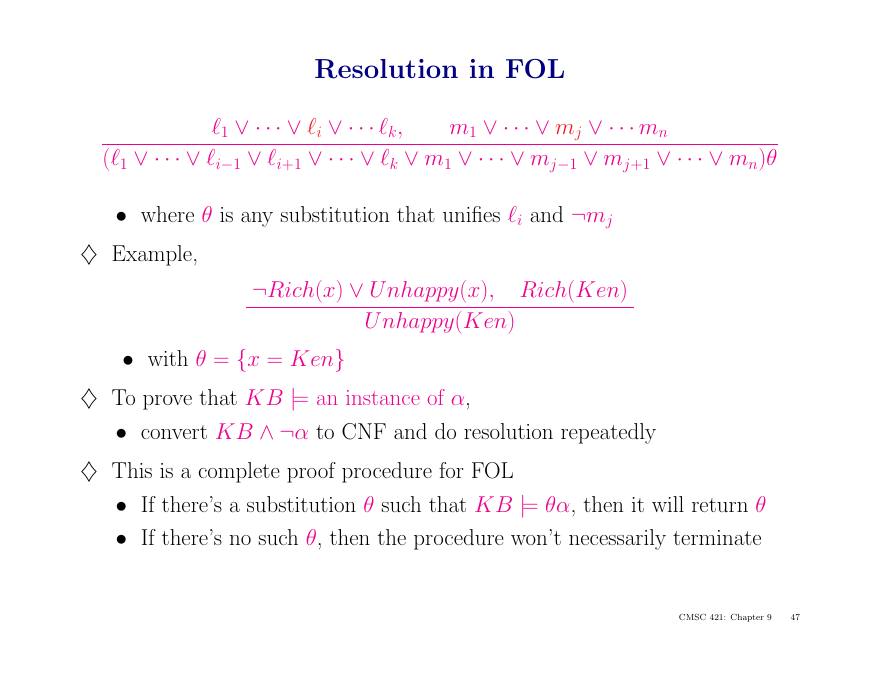 Resolution in FOL
ℓ₁ ∨ · · · ∨ ℓᵢ ∨ · · · ℓₖ, m₁ ∨ · · · ∨ mⱼ ∨ · · · mₙ
(ℓ₁ ∨ · · · ∨ ℓᵢ₋₁ ∨ ℓᵢ₊₁ ∨ · · · ∨ ℓₖ ∨ m₁ ∨ · · · ∨ mⱼ₋₁ ∨ mⱼ₊₁ ∨ · · · ∨ mₙ)θ
• where θ is any substitution that unifies ℓᵢ and ¬mⱼ
♢ Example,
¬Rich(x) ∨ Unhappy(x), Rich(Ken)
Unhappy(Ken)
• with θ = {x = Ken}
♢ To prove that KB ⊨ an instance of α,
• convert KB ∧ ¬α to CNF and do resolution repeatedly
♢ This is a complete proof procedure for FOL
• If there's a substitution θ such that KB ⊨ θα, then it will return θ
• If there's no such θ, then the procedure won't necessarily terminate
CMSC 421: Chapter 9 47